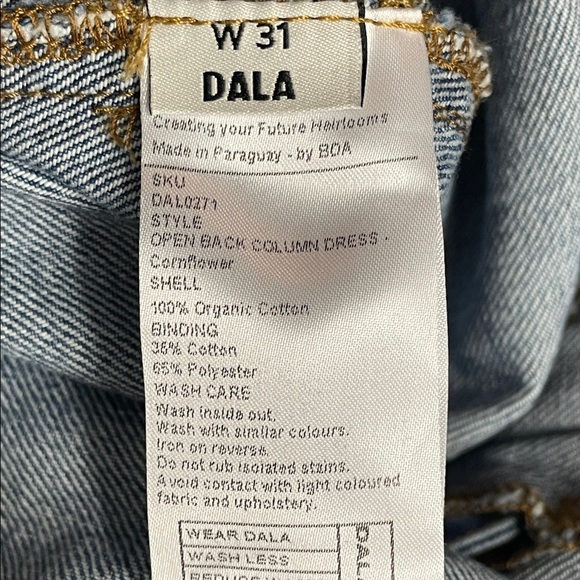 W 31
DALA
Creating your Future Heirlooms
Made in Paraguay - by BOA
SKU
DAL0271
STYLE
OPEN BACK COLUMN DRESS -
Cornflower
SHELL
100% Organic Cotton
BINDING
35% Cotton
65% Polyester
WASH CARE
Wash inside out.
Wash with similar colours.
Iron on reverse.
Do not rub isolated stains.
Avoid contact with light coloured
fabric and upholstery.
WEAR DALA
WASH LESS